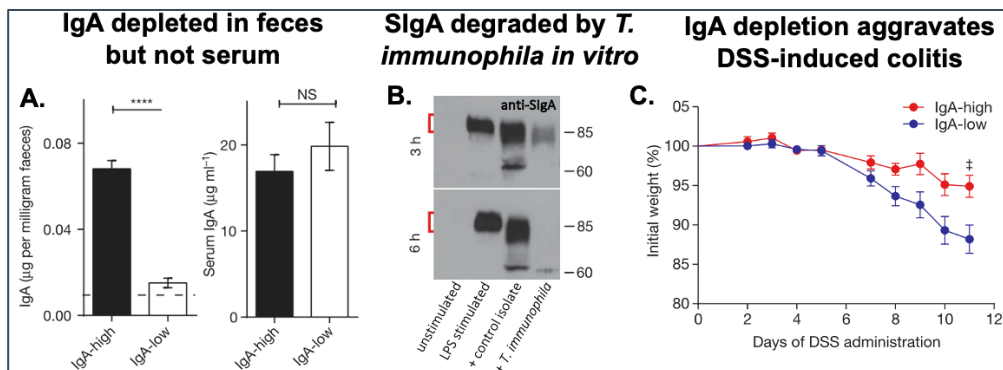 IgA depleted in feces
but not serum
SIgA degraded by T.
immunophila in vitro
IgA depletion aggravates
DSS-induced colitis
A.
****
IgA (µg per milligram faeces)
0.08
0.04
0.00
IgA-high
IgA-low
NS
Serum IgA (µg ml⁻¹)
20
10
0
IgA-high
IgA-low
B.
anti-SIgA
3 h
–85
–60
6 h
–85
–60
unstimulated
LPS stimulated
+ control isolate
+ T. immunophila
C.
IgA-high
IgA-low
‡
Initial weight (%)
05
100
95
90
85
80
0
2
4
6
8
10
12
Days of DSS administration